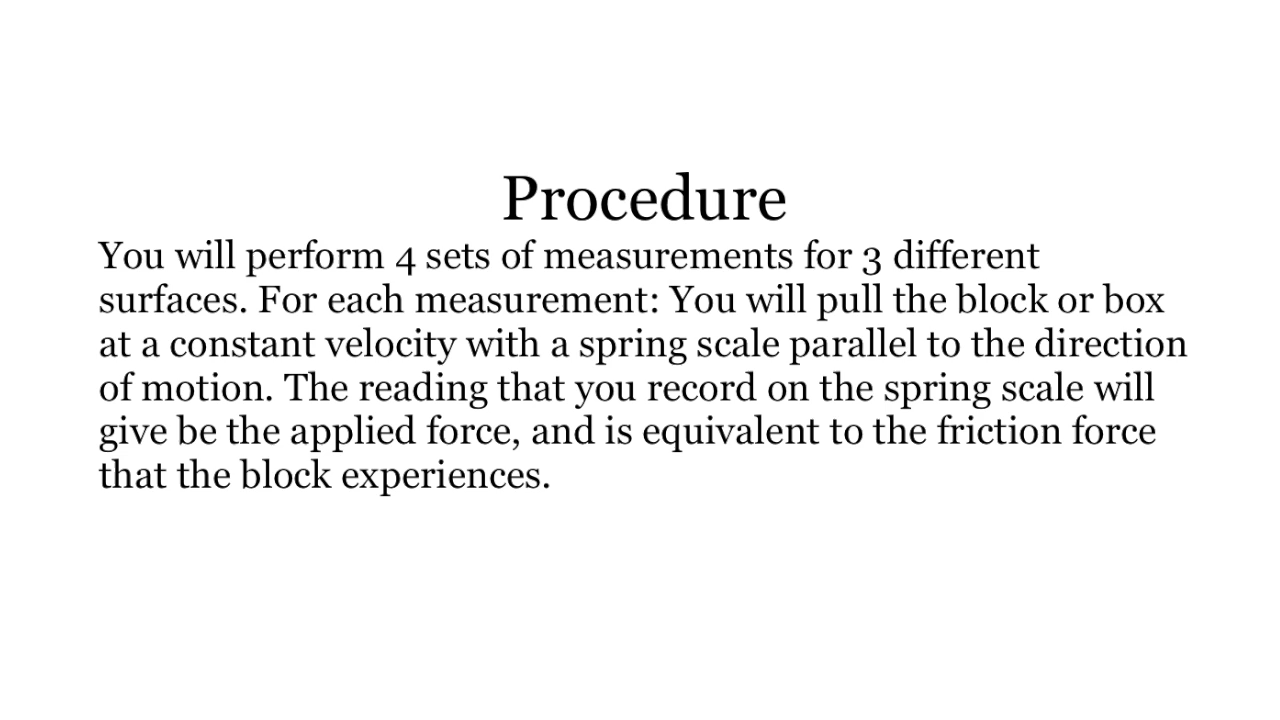 Procedure
You will perform 4 sets of measurements for 3 different
surfaces. For each measurement: You will pull the block or box
at a constant velocity with a spring scale parallel to the direction
of motion. The reading that you record on the spring scale will
give be the applied force, and is equivalent to the friction force
that the block experiences.